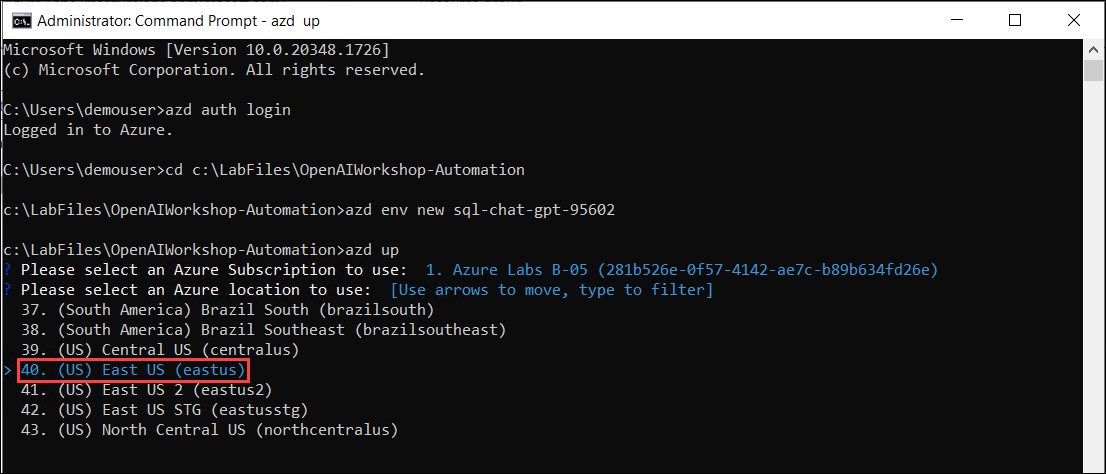 Administrator: Command Prompt - azd  up
Microsoft Windows [Version 10.0.20348.1726]
(c) Microsoft Corporation. All rights reserved.
C:\Users\demouser>azd auth login
Logged in to Azure.
C:\Users\demouser>cd c:\LabFiles\OpenAIWorkshop-Automation
c:\LabFiles\OpenAIWorkshop-Automation>azd env new sql-chat-gpt-95602
c:\LabFiles\OpenAIWorkshop-Automation>azd up
? Please select an Azure Subscription to use:  1. Azure Labs B-05 (281b526e-0f57-4142-ae7c-b89b634fd26e)
? Please select an Azure location to use:  [Use arrows to move, type to filter]
37. (South America) Brazil South (brazilsouth)
38. (South America) Brazil Southeast (brazilsoutheast)
39. (US) Central US (centralus)
> 40. (US) East US (eastus)
41. (US) East US 2 (eastus2)
42. (US) East US STG (eastusstg)
43. (US) North Central US (northcentralus)